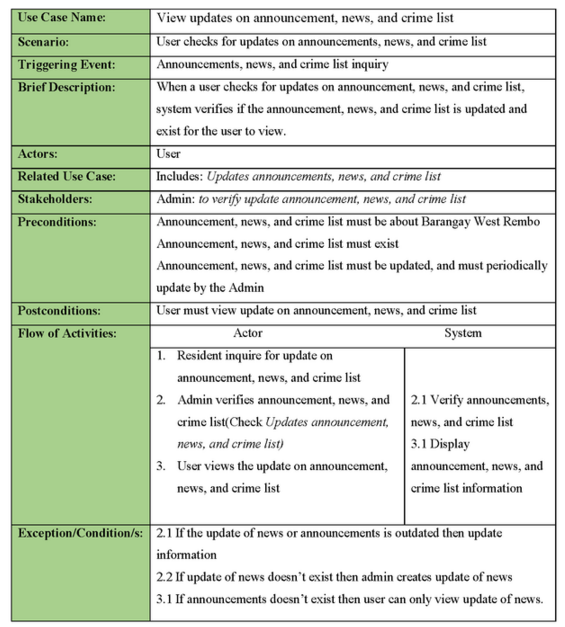 Use Case Name: View updates on announcement, news, and crime list
Scenario: User checks for updates on announcements, news, and crime list
Triggering Event: Announcements, news, and crime list inquiry
Brief Description: When a user checks for updates on announcement, news, and crime list,
system verifies if the announcement, news, and crime list is updated and
exist for the user to view.
Actors: User
Related Use Case: Includes: Updates announcements, news, and crime list
Stakeholders: Admin: to verify update announcement, news, and crime list
Preconditions: Announcement, news, and crime list must be about Barangay West Rembo
Announcement, news, and crime list must exist
Announcement, news, and crime list must be updated, and must periodically
update by the Admin
Postconditions: User must view update on announcement, news, and crime list
Flow of Activities: Actor System
1. Resident inquire for update on
announcement, news, and crime list
2. Admin verifies announcement, news, and
crime list(Check Updates announcement,
news, and crime list)
3. User views the update on announcement,
news, and crime list
2.1 Verify announcements,
news, and crime list
3.1 Display
announcement, news, and
crime list information
Exception/Condition/s: 2.1 If the update of news or announcements is outdated then update
information
2.2 If update of news doesn't exist then admin creates update of news
3.1 If announcements doesn't exist then user can only view update of news.